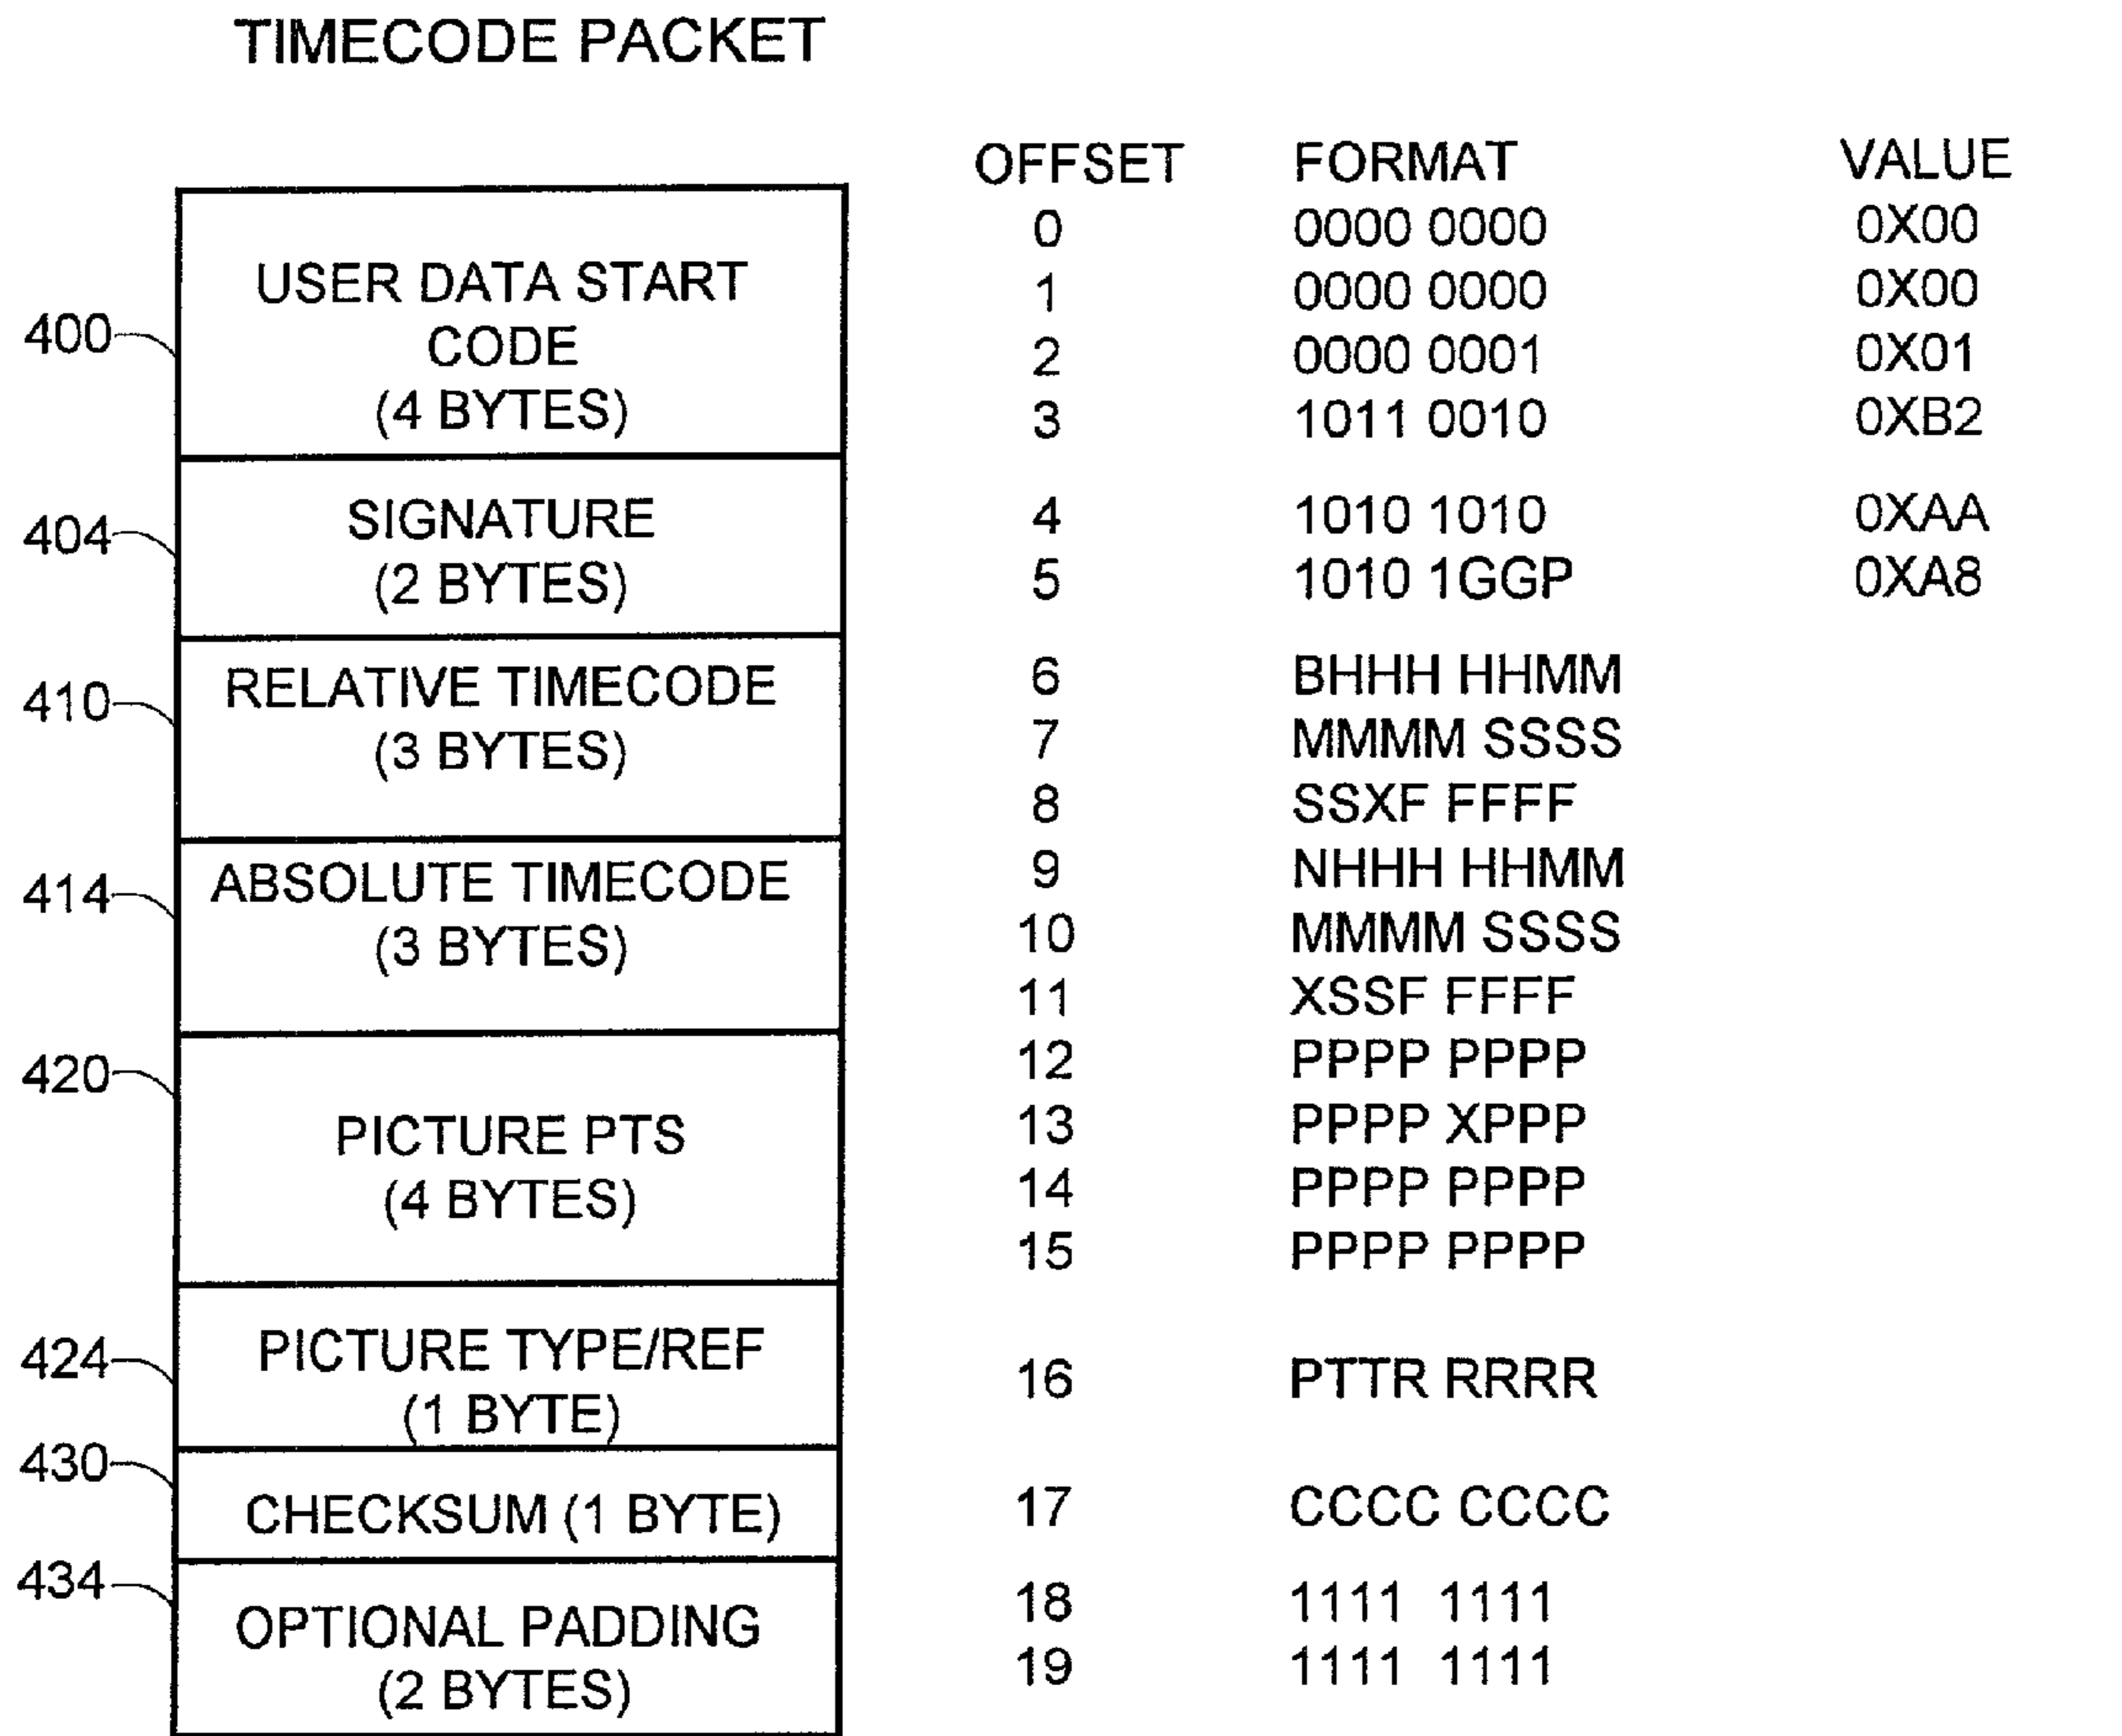 TIMECODE PACKET
OFFSET FORMAT VALUE
400
USER DATA START
CODE
(4 BYTES)
0 0000 0000 0X00
1 0000 0000 0X00
2 0000 0001 0X01
3 1011 0010 0XB2
404
SIGNATURE
(2 BYTES)
4 1010 1010 0XAA
5 1010 1GGP 0XA8
410
RELATIVE TIMECODE
(3 BYTES)
6 BHHH HHMM
7 MMMM SSSS
8 SSXF FFFF
414
ABSOLUTE TIMECODE
(3 BYTES)
9 NHHH HHMM
10 MMMM SSSS
11 XSSF FFFF
420
PICTURE PTS
(4 BYTES)
12 PPPP PPPP
13 PPPP XPPP
14 PPPP PPPP
15 PPPP PPPP
424
PICTURE TYPE/REF
(1 BYTE)
16 PTTR RRRR
430
CHECKSUM (1 BYTE)
17 CCCC CCCC
434
OPTIONAL PADDING
(2 BYTES)
18 1111 1111
19 1111 1111